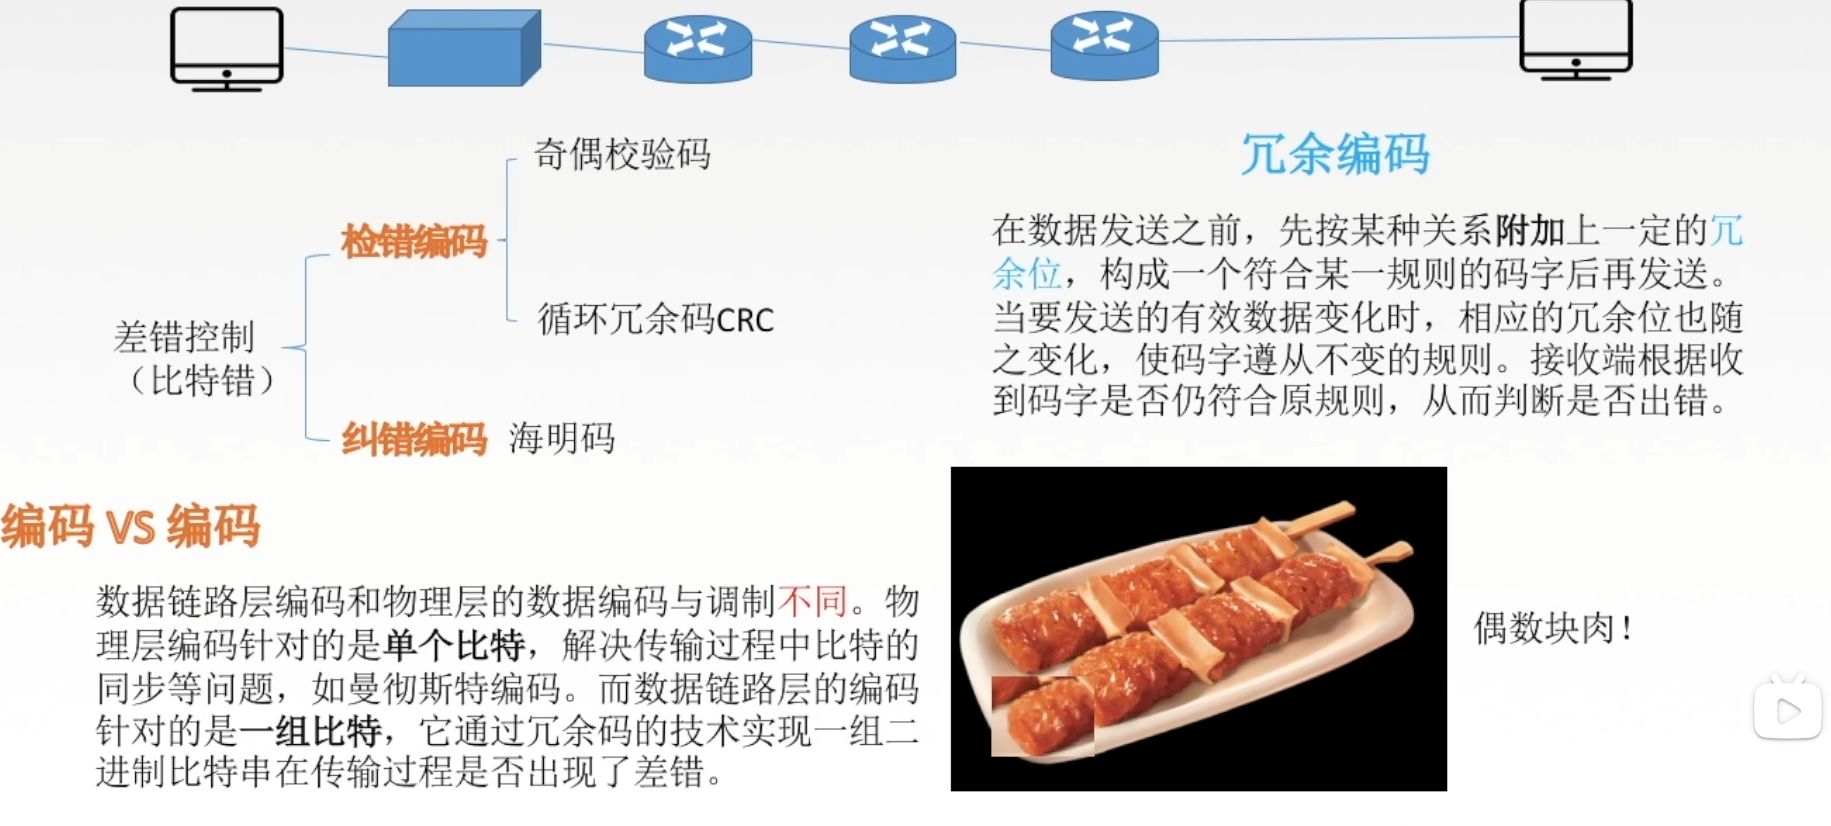 奇偶校验码
检错编码
循环冗余码CRC
差错控制
（比特错）
纠错编码 海明码
冗余编码
在数据发送之前，先按某种关系附加上一定的冗
余位，构成一个符合某一规则的码字后再发送。
当要发送的有效数据变化时，相应的冗余位也随
之变化，使码字遵从不变的规则。接收端根据收
到码字是否仍符合原规则，从而判断是否出错。
编码 VS 编码
数据链路层编码和物理层的数据编码与调制不同。物
理层编码针对的是单个比特，解决传输过程中比特的
同步等问题，如曼彻斯特编码。而数据链路层的编码
针对的是一组比特，它通过冗余码的技术实现一组二
进制比特串在传输过程是否出现了差错。
偶数块肉！